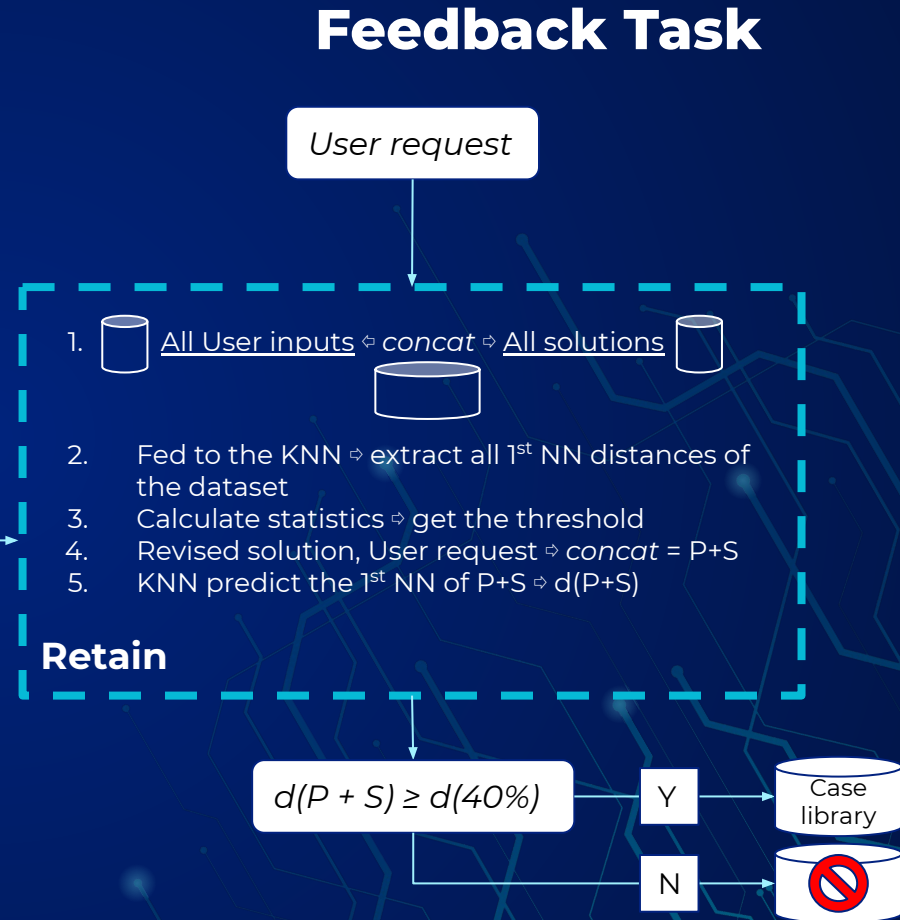 Feedback Task
User request
1. All User inputs ⇦ concat ⇨ All solutions
2. Fed to the KNN ⇨ extract all 1st NN distances of
the dataset
3. Calculate statistics ⇨ get the threshold
4. Revised solution, User request ⇨ concat = P+S
5. KNN predict the 1st NN of P+S ⇨ d(P+S)
Retain
d(P + S) ≥ d(40%)
Y
Case
library
N